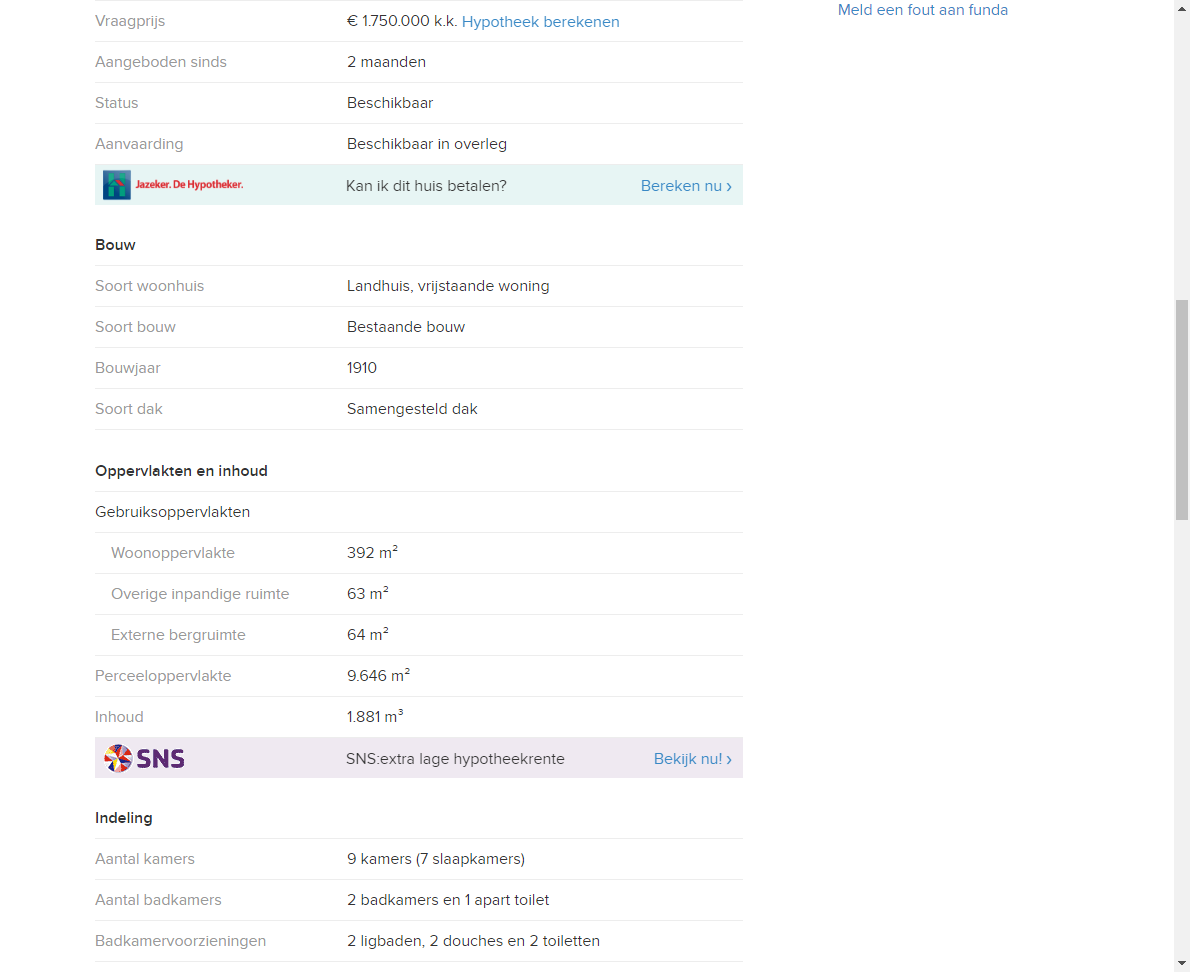 Meld een fout aan funda
Vraagprijs € 1.750.000 k.k. Hypotheek berekenen
Aangeboden sinds 2 maanden
Status Beschikbaar
Aanvaarding Beschikbaar in overleg
Jazeker. De Hypotheker. Kan ik dit huis betalen? Bereken nu ›
Bouw
Soort woonhuis Landhuis, vrijstaande woning
Soort bouw Bestaande bouw
Bouwjaar 1910
Soort dak Samengesteld dak
Oppervlakten en inhoud
Gebruiksoppervlakten
Woonoppervlakte 392 m²
Overige inpandige ruimte 63 m²
Externe bergruimte 64 m²
Perceeloppervlakte 9.646 m²
Inhoud 1.881 m³
SNS SNS:extra lage hypotheekrente Bekijk nu! ›
Indeling
Aantal kamers 9 kamers (7 slaapkamers)
Aantal badkamers 2 badkamers en 1 apart toilet
Badkamervoorzieningen 2 ligbaden, 2 douches en 2 toiletten